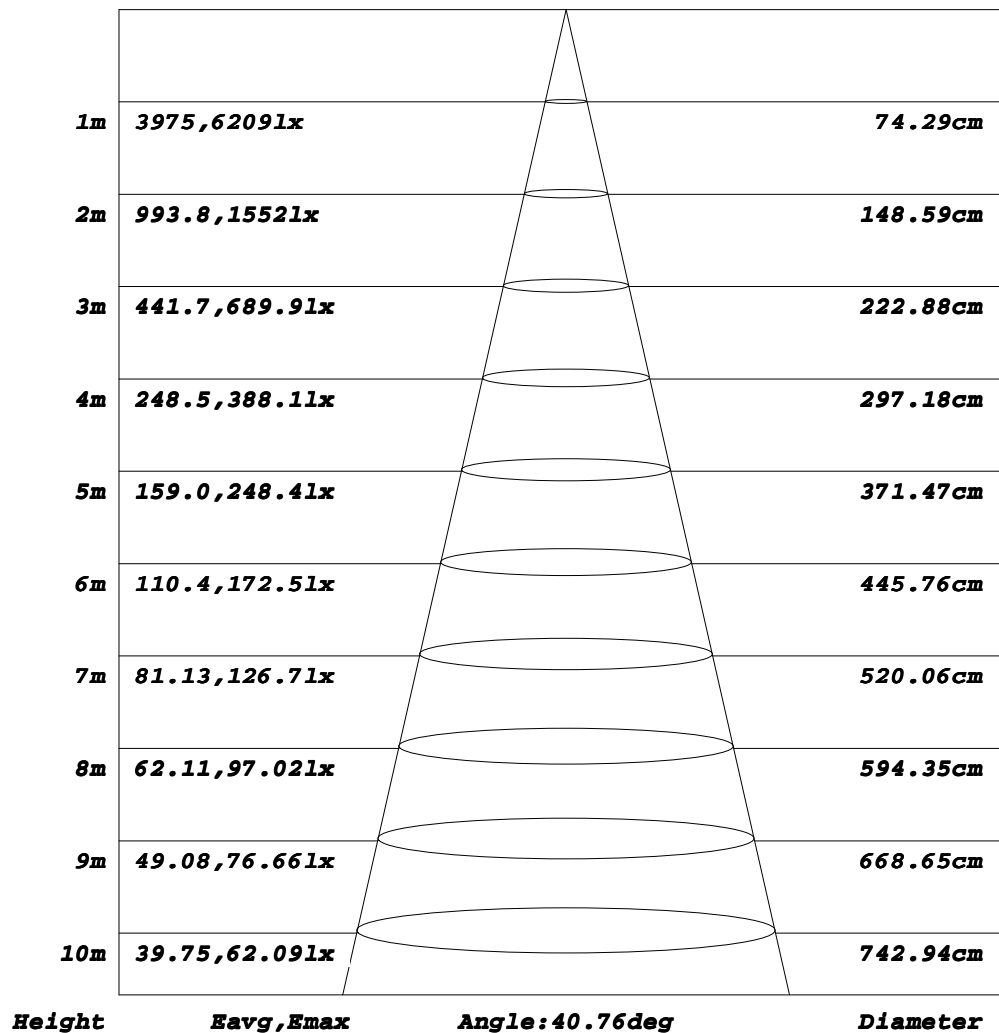 1m 3975,6209lx 74.29cm
2m 993.8,1552lx 148.59cm
3m 441.7,689.9lx 222.88cm
4m 248.5,388.1lx 297.18cm
5m 159.0,248.4lx 371.47cm
6m 110.4,172.5lx 445.76cm
7m 81.13,126.7lx 520.06cm
8m 62.11,97.02lx 594.35cm
9m 49.08,76.66lx 668.65cm
10m 39.75,62.09lx 742.94cm
Height Eavg,Emax Angle:40.76deg Diameter